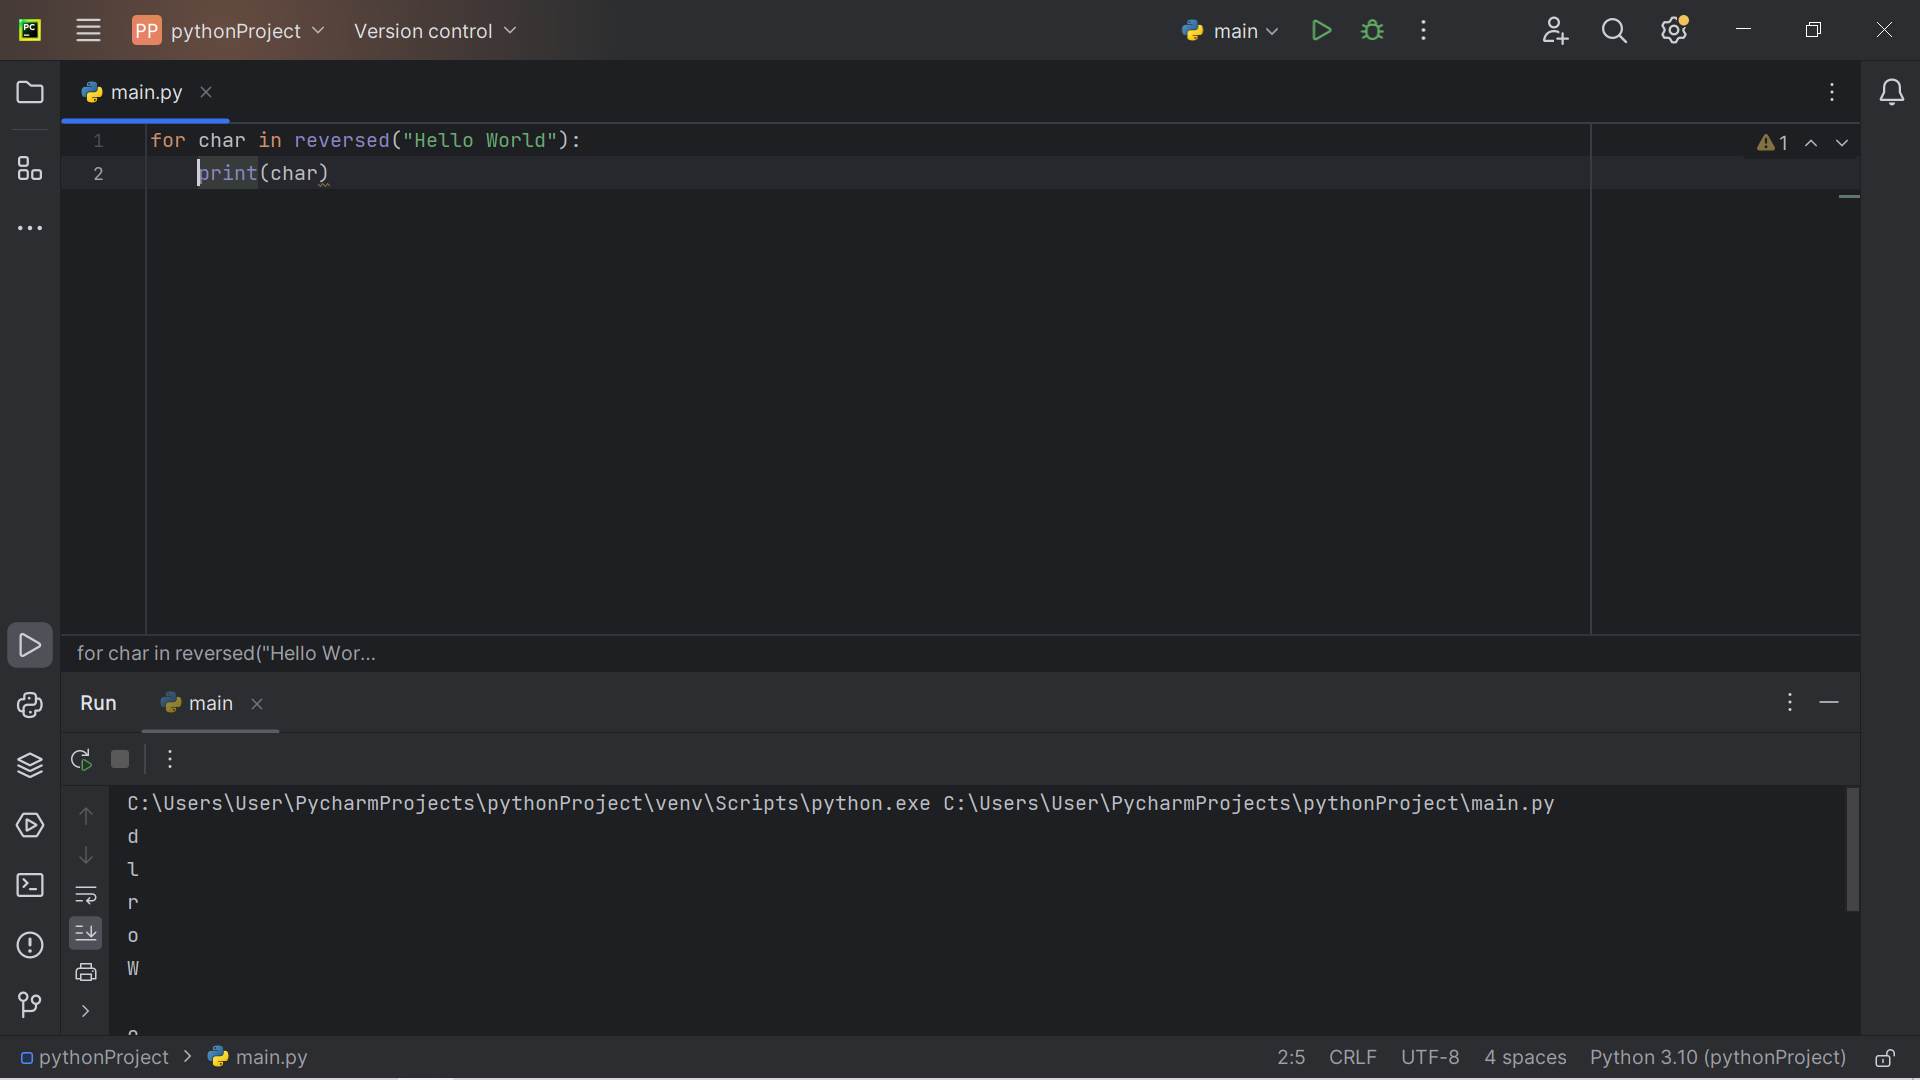 PC
PP pythonProject Version control main
main.py
1 for char in reversed("Hello World"):
2     print(char)
1
for char in reversed("Hello Wor...
Run main
C:\Users\User\PycharmProjects\pythonProject\venv\Scripts\python.exe C:\Users\User\PycharmProjects\pythonProject\main.py
d
l
r
o
W
pythonProject > main.py 2:5 CRLF UTF-8 4 spaces Python 3.10 (pythonProject)